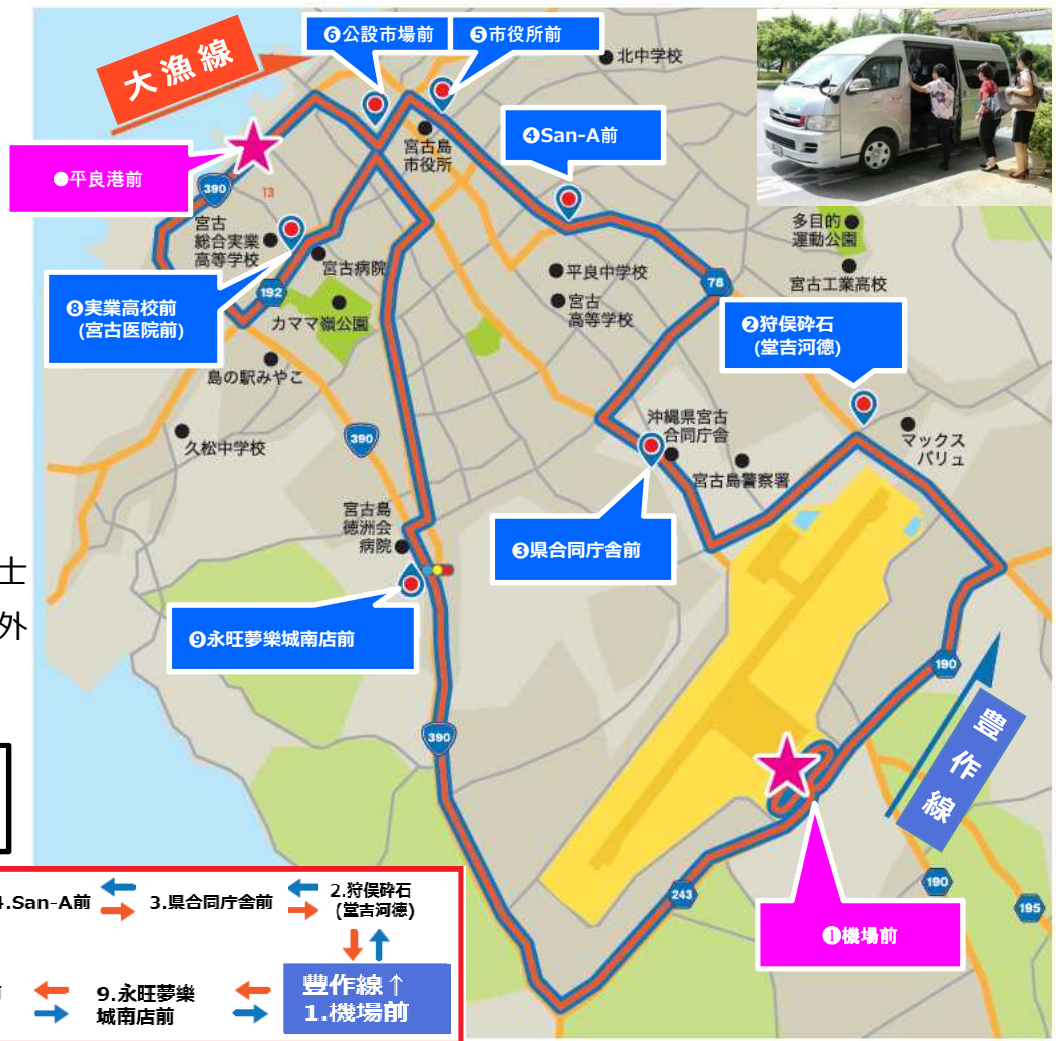 ❻公設市場前
❺市役所前
大漁線
北中学校
❹San-A前
宮古島
市役所
●平良港前
390
13
宮古
総合実業
高等学校
多目的
運動公園
宮古工業高校
平良中学校
宮古病院
78
192
宮古
高等学校
❽実業高校前
(宮古医院前)
カママ嶺公園
❷狩俣砕石
(堂吉河德)
島の駅みやこ
390
久松中学校
沖縄県宮古
合同庁舎
マックス
バリュ
宮古島警察署
宮古島
徳洲会
病院
❸県合同庁舎前
士
外
❾永旺夢樂城南店前
190
豊作線
390
243
190
195
❶機場前
4.San-A前
3.県合同庁舎前
2.狩俣砕石
(堂吉河德)
前
9.永旺夢樂
城南店前
豊作線↑
1.機場前